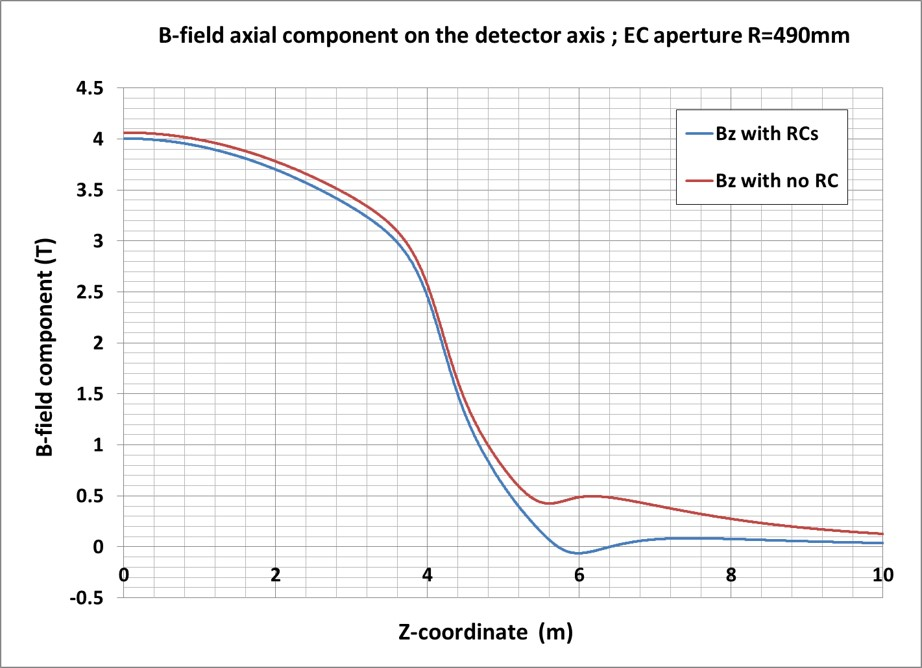 B-field axial component on the detector axis ; EC aperture R=490mm
4.5
4
3.5
3
2.5
2
1.5
1
0.5
0
-0.5
B-field component (T)
Bz with RCs
Bz with no RC
0 2 4 6 8 10
Z-coordinate (m)